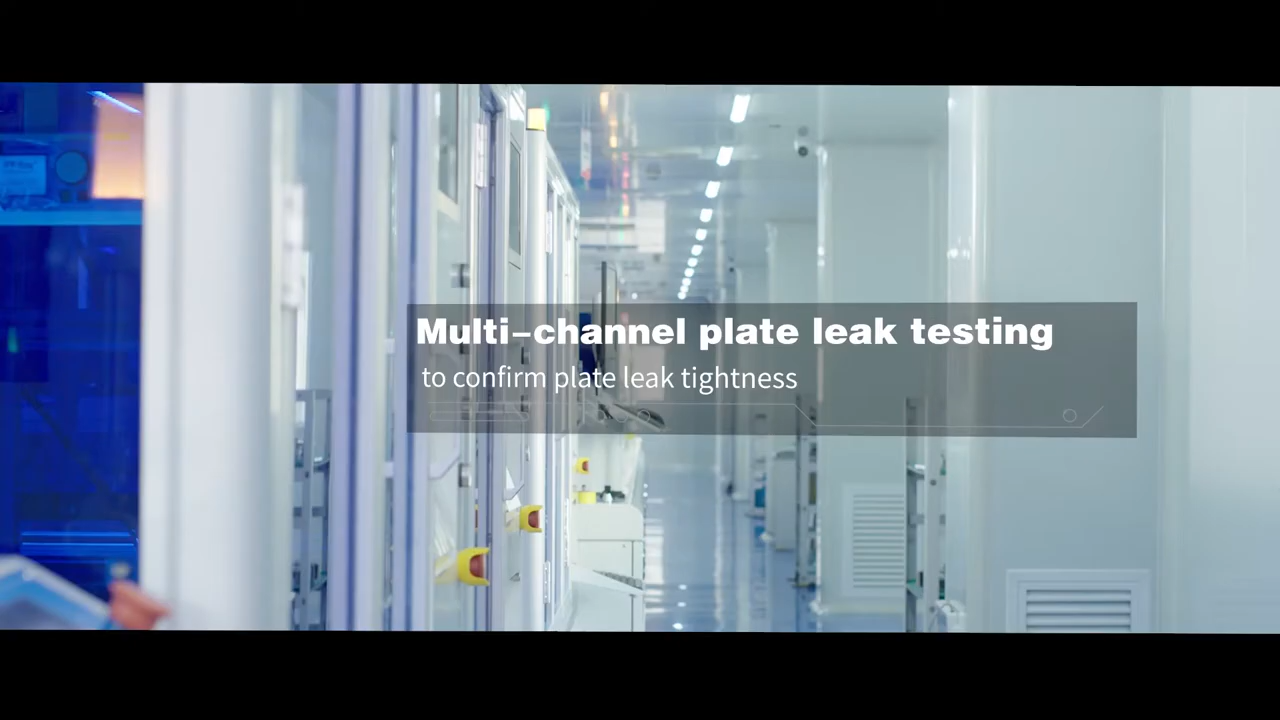 Multi-channel plate leak testing
to confirm plate leak tightness